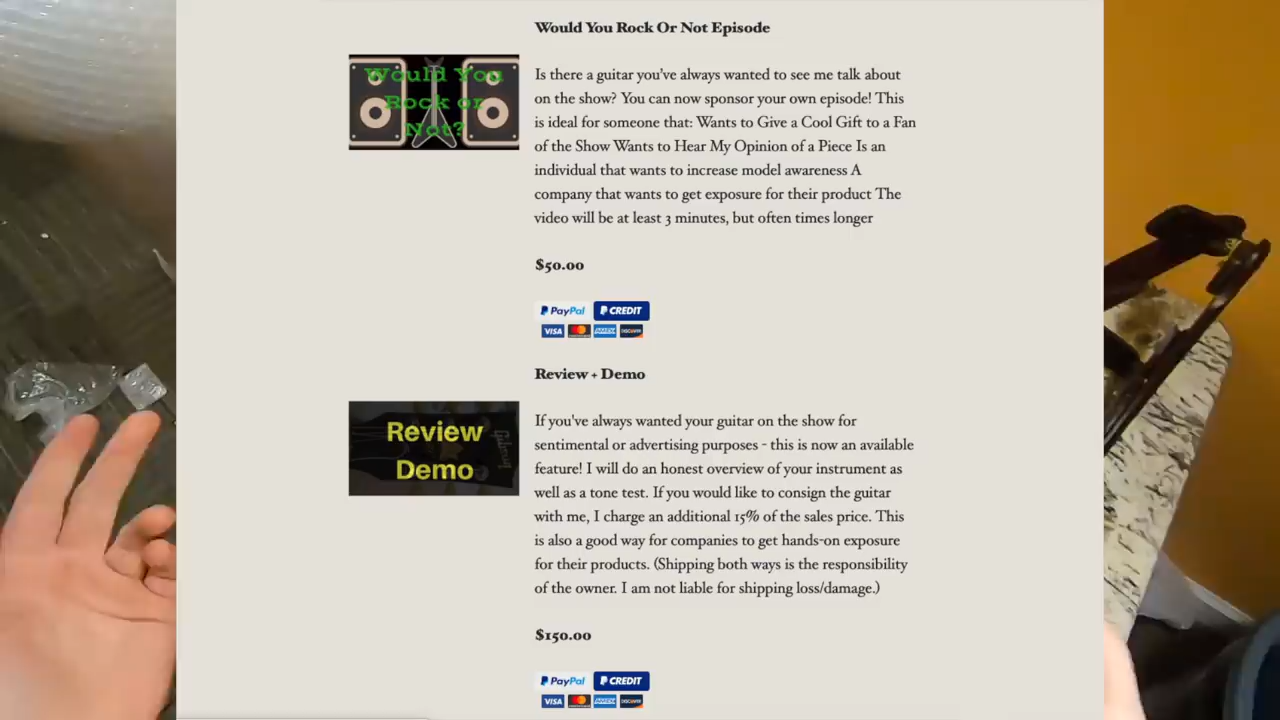 Would You Rock Or Not Episode
Would You
Rock or
Not?
Is there a guitar you've always wanted to see me talk about
on the show? You can now sponsor your own episode! This
is ideal for someone that: Wants to Give a Cool Gift to a Fan
of the Show Wants to Hear My Opinion of a Piece Is an
individual that wants to increase model awareness A
company that wants to get exposure for their product The
video will be at least 3 minutes, but often times longer
$50.00
PayPal CREDIT
VISA MasterCard AMERICAN EXPRESS DISCOVER
Review + Demo
Review
Demo
Gibson
If you've always wanted your guitar on the show for
sentimental or advertising purposes - this is now an available
feature! I will do an honest overview of your instrument as
well as a tone test. If you would like to consign the guitar
with me, I charge an additional 15% of the sales price. This
is also a good way for companies to get hands-on exposure
for their products. (Shipping both ways is the responsibility
of the owner. I am not liable for shipping loss/damage.)
$150.00
PayPal CREDIT
VISA MasterCard AMERICAN EXPRESS DISCOVER